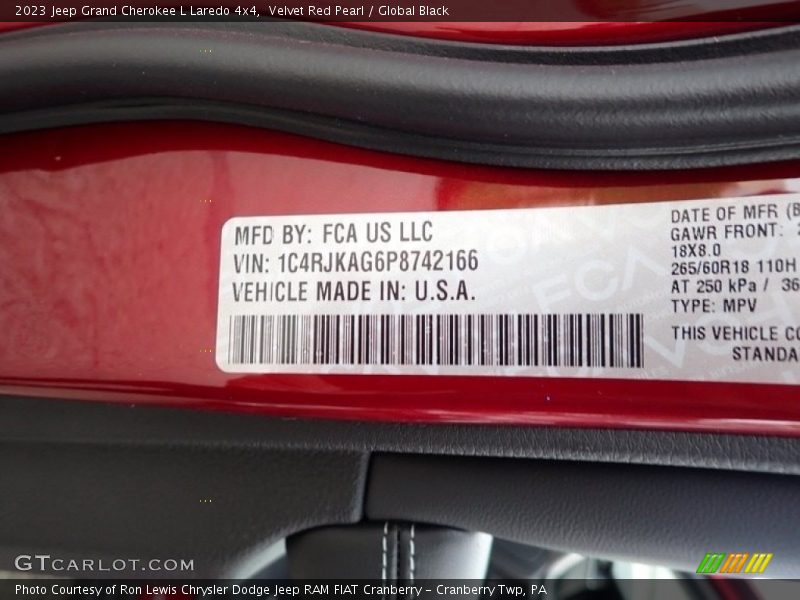 2023 Jeep Grand Cherokee L Laredo 4x4,  Velvet Red Pearl / Global Black
MFD BY: FCA US LLC
VIN: 1C4RJKAG6P8742166
VEHICLE MADE IN: U.S.A.
DATE OF MFR
GAWR FRONT:
18X8.0
265/60R18 110H
AT 250 kPa / 36
TYPE: MPV
THIS VEHICLE CO
STANDA
GTCARLOT.COM
Photo Courtesy of Ron Lewis Chrysler Dodge Jeep RAM FIAT Cranberry – Cranberry Twp, PA